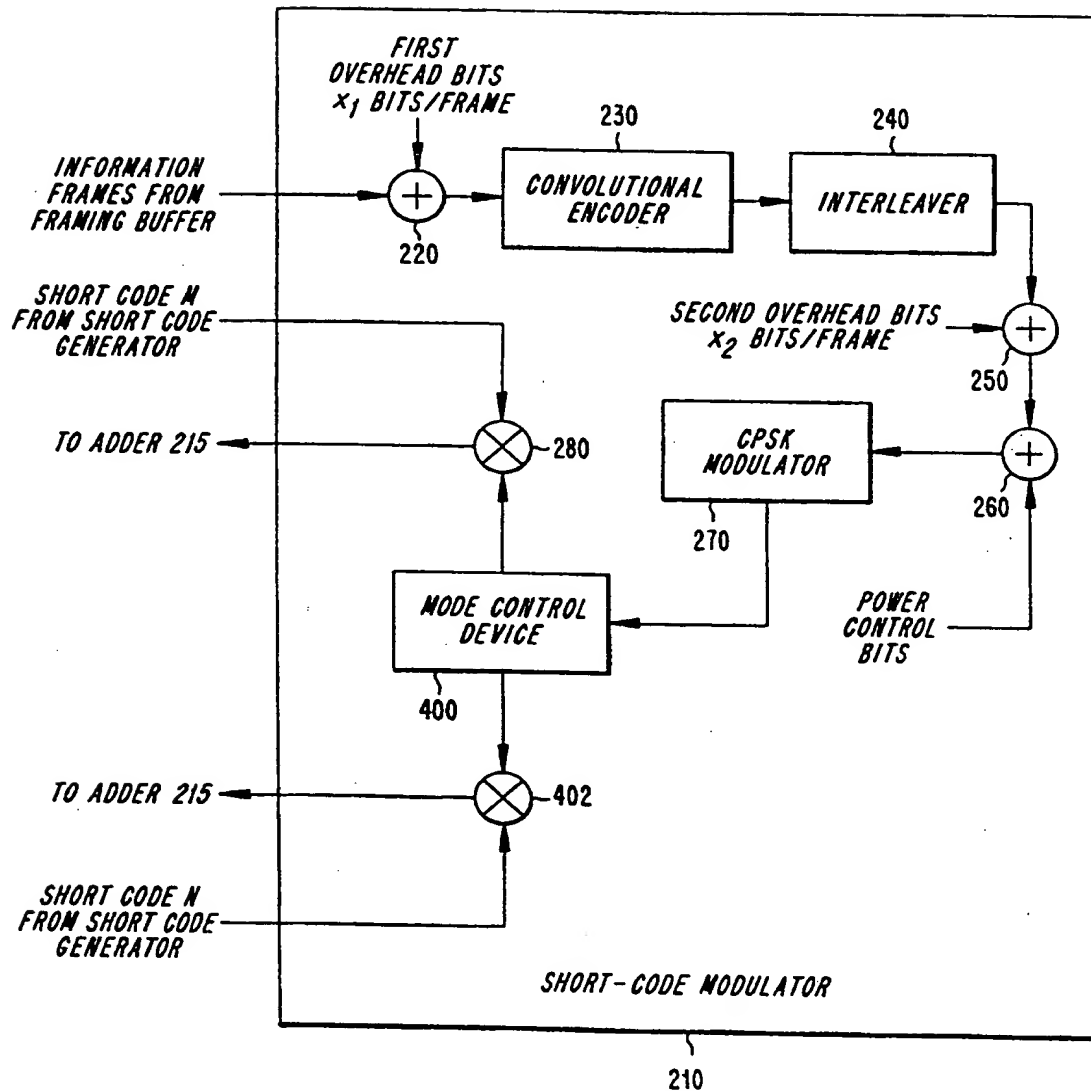 FIRST
OVERHEAD BITS
x1 BITS/FRAME
230
240
INFORMATION
FRAMES FROM
FRAMING BUFFER
CONVOLUTIONAL
ENCODER
INTERLEAVER
220
SHORT CODE M
FROM SHORT CODE
GENERATOR
SECOND OVERHEAD BITS
x2 BITS/FRAME
250
TO ADDER 215
280
CPSK
MODULATOR
260
270
MODE CONTROL
DEVICE
POWER
CONTROL
BITS
400
TO ADDER 215
402
SHORT CODE N
FROM SHORT CODE
GENERATOR
SHORT-CODE MODULATOR
210